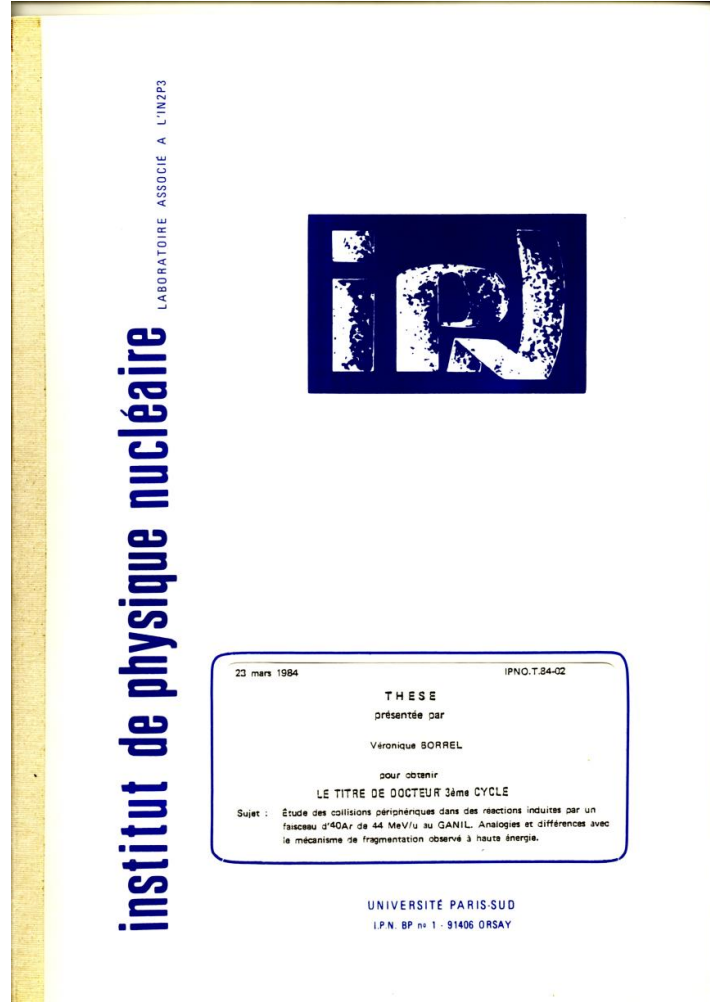 institut de physique nucléaire
LABORATOIRE ASSOCIÉ A L'IN2P3
ipn
23 mars 1984 IPNO.T.84-02
THESE
présentée par
Véronique BORREL
pour obtenir
LE TITRE DE DOCTEUR 3ème CYCLE
Sujet : Étude des collisions périphériques dans des réactions induites par un
faisceau d'40Ar de 44 MeV/u au GANIL. Analogies et différences avec
le mécanisme de fragmentation observé à haute énergie.
UNIVERSITÉ PARIS-SUD
I.P.N. BP nº 1 - 91406 ORSAY